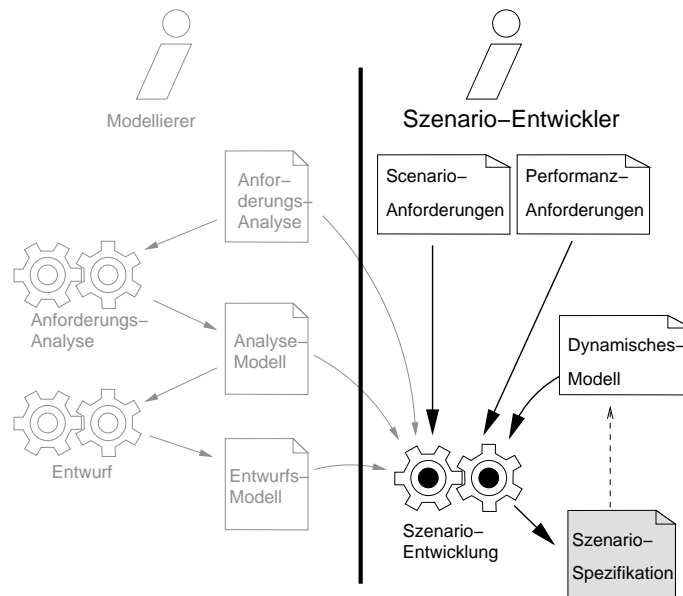 Modellierer
Szenario–Entwickler
Anfor–
derungs–
Analyse
Scenario–
Anforderungen
Performanz–
Anforderungen
Anforderungs–
Analyse
Analyse–
Modell
Dynamisches–
Modell
Entwurf
Entwurfs–
Modell
Szenario–
Entwicklung
Szenario–
Spezifikation